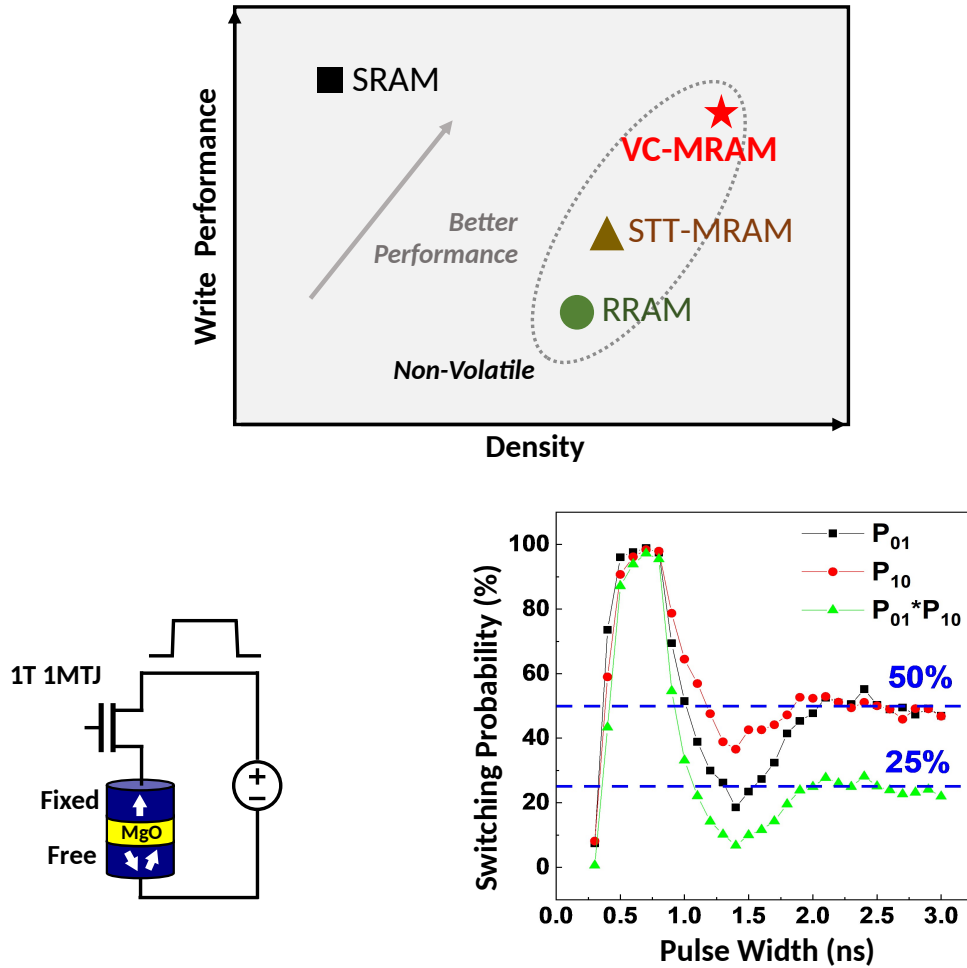 SRAM
VC-MRAM
Better
Performance
STT-MRAM
RRAM
Non-Volatile
Write Performance
Density
1T 1MTJ
Fixed
MgO
Free
+
−
P₀₁
P₁₀
P₀₁*P₁₀
50%
25%
100
80
60
40
20
0
0.0 0.5 1.0 1.5 2.0 2.5 3.0
Switching Probability (%)
Pulse Width (ns)